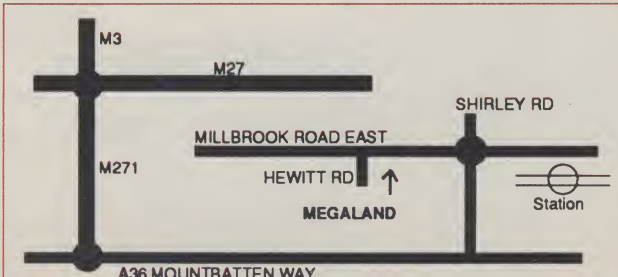 M3
M27
SHIRLEY RD
MILLBROOK ROAD EAST
M271
HEWITT RD
MEGALAND
Station
A36 MOUNTBATTEN WAY